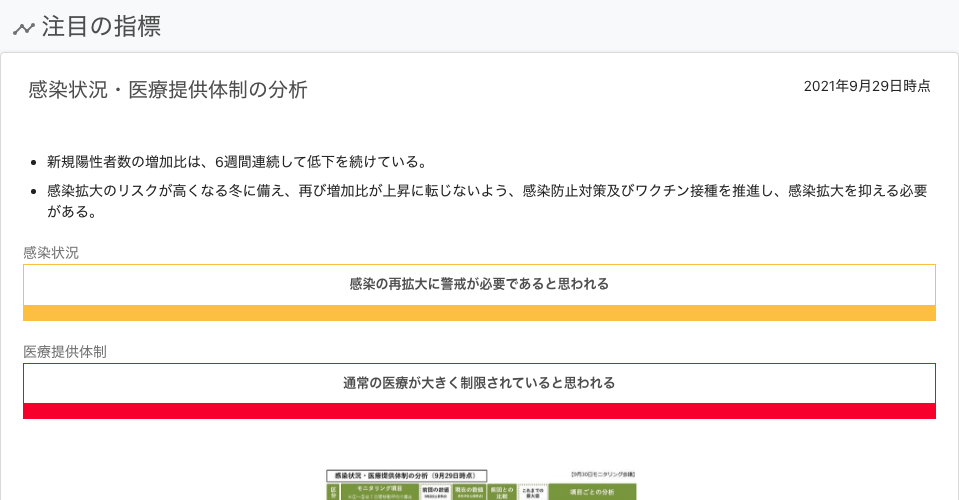 注目の指標
感染状況・医療提供体制の分析
2021年9月29日時点
新規陽性者数の増加比は、6週間連続して低下を続けている。
感染拡大のリスクが高くなる冬に備え、再び増加比が上昇に転じないよう、感染防止対策及びワクチン接種を推進し、感染拡大を抑える必要
がある。
感染状況
感染の再拡大に警戒が必要であると思われる
医療提供体制
通常の医療が大きく制限されていると思われる
感染状況・医療提供体制の分析（9月29日時点）
【9月30日モニタリング会議】
区分
モニタリング項目
前回の数値
現在の数値
前回との
比較
これまでの
最大値
項目ごとの分析